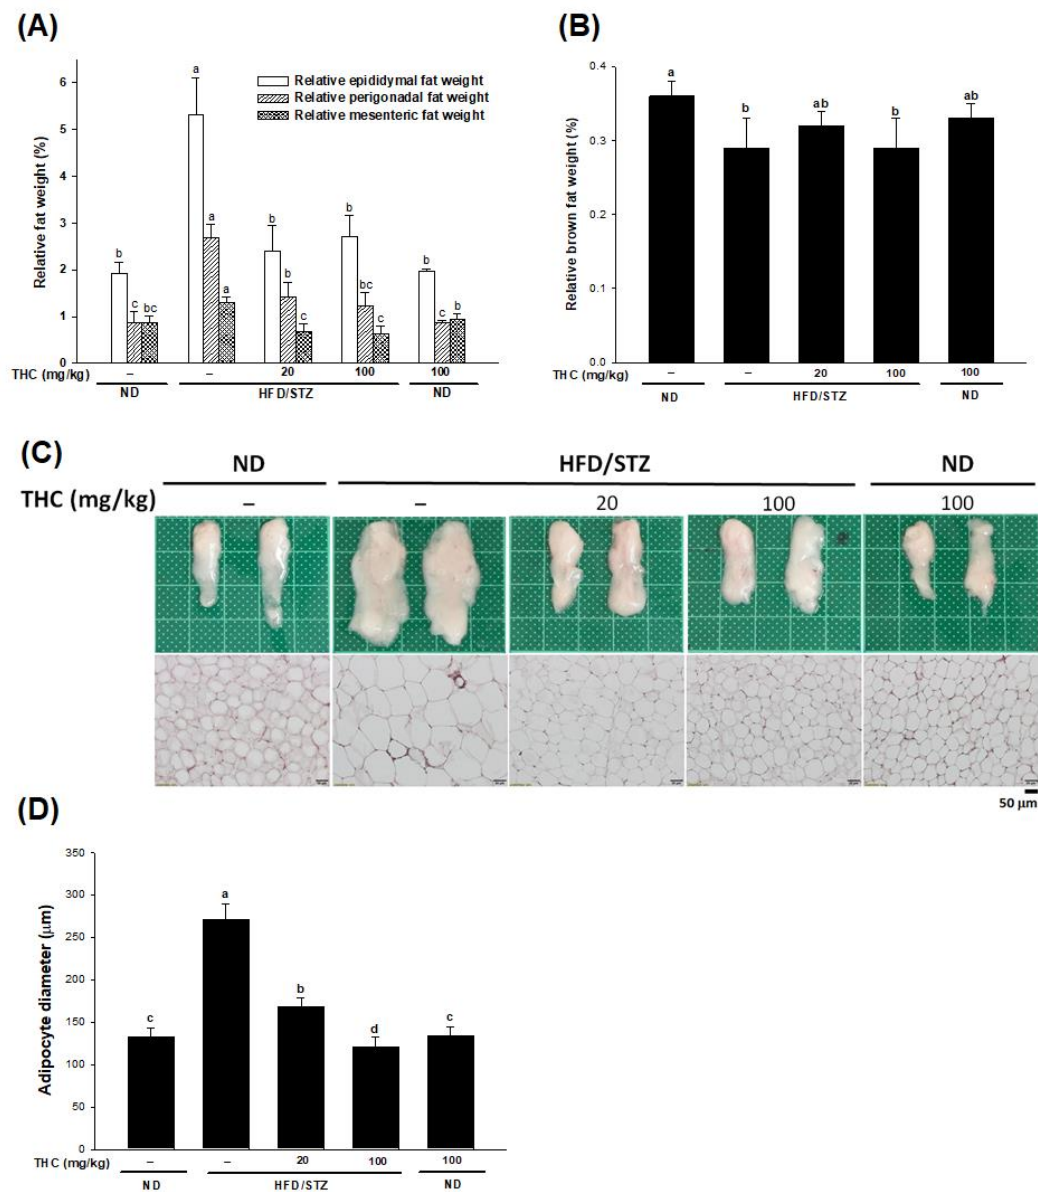 (A)
a
6
5
4
3
2
1
0
Relative fat weight (%)
Relative epididymal fat weight
Relative perigonadal fat weight
Relative mesenteric fat weight
b c bc
a a a
b b c
b bc c
b c b
THC (mg/kg) – – 20 100 100
ND HFD/STZ ND
(B)
0.4
0.3
0.2
0.1
0.0
Relative brown fat weight (%)
a b ab b ab
THC (mg/kg) – – 20 100 100
ND HFD/STZ ND
(C)
ND HFD/STZ ND
THC (mg/kg) – – 20 100 100
50 μm
(D)
350
300
250
200
150
100
50
0
Adipocyte diameter (μm)
c a b d c
THC (mg/kg) – – 20 100 100
ND HFD/STZ ND